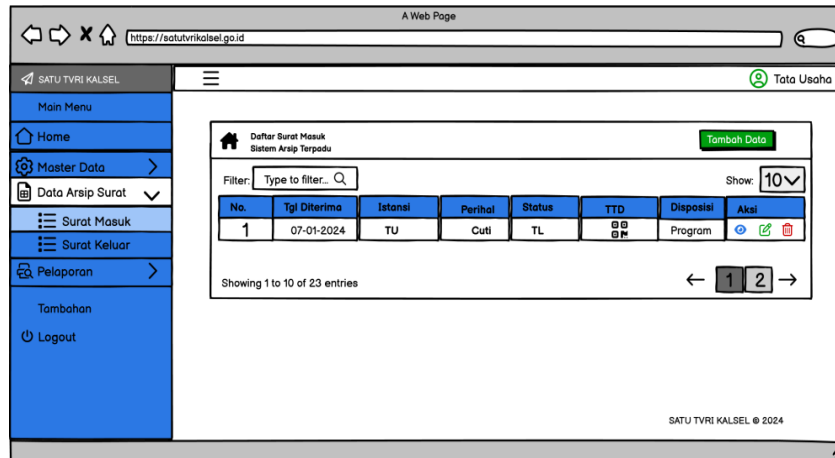 A Web Page
https://satutvrikalsel.go.id
SATU TVRI KALSEL
Tata Usaha
Main Menu
Home
Master Data
Data Arsip Surat
Surat Masuk
Surat Keluar
Pelaporan
Tambahan
Logout
Daftar Surat Masuk
Sistem Arsip Terpadu
Tambah Data
Filter: Type to filter... Show: 10
No. Tgl Diterima Istansi Perihal Status TTD Disposisi Aksi
1 07-01-2024 TU Cuti TL Program
Showing 1 to 10 of 23 entries
1 2
SATU TVRI KALSEL @ 2024